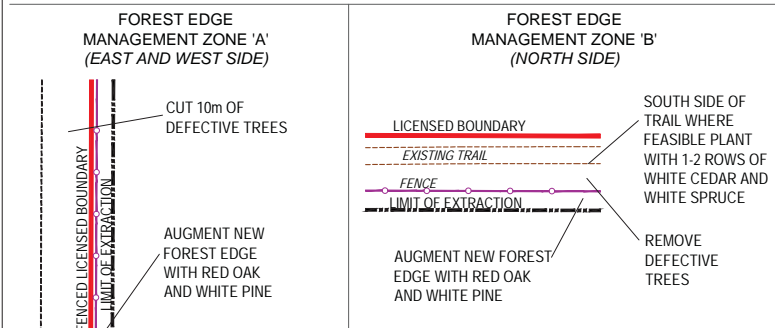 FOREST EDGE
MANAGEMENT ZONE 'A'
(EAST AND WEST SIDE)
CUT 10m OF
DEFECTIVE TREES
FENCED LICENSED BOUNDARY
LIMIT OF EXTRACTION
AUGMENT NEW
FOREST EDGE
WITH RED OAK
AND WHITE PINE
FOREST EDGE
MANAGEMENT ZONE 'B'
(NORTH SIDE)
LICENSED BOUNDARY
EXISTING TRAIL
FENCE
LIMIT OF EXTRACTION
SOUTH SIDE OF
TRAIL WHERE
FEASIBLE PLANT
WITH 1-2 ROWS OF
WHITE CEDAR AND
WHITE SPRUCE
AUGMENT NEW FOREST
EDGE WITH RED OAK
AND WHITE PINE
REMOVE
DEFECTIVE
TREES